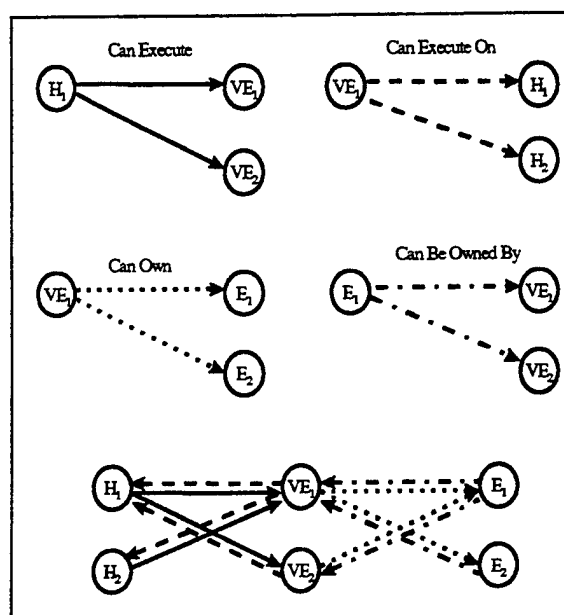 Can Execute
Can Execute On
H₁ VE₁ VE₁ H₁
VE₂ H₂
Can Own
Can Be Owned By
VE₁ E₁ E₁ VE₁
E₂ VE₂
H₁ VE₁ E₁
H₂ VE₂ E₂